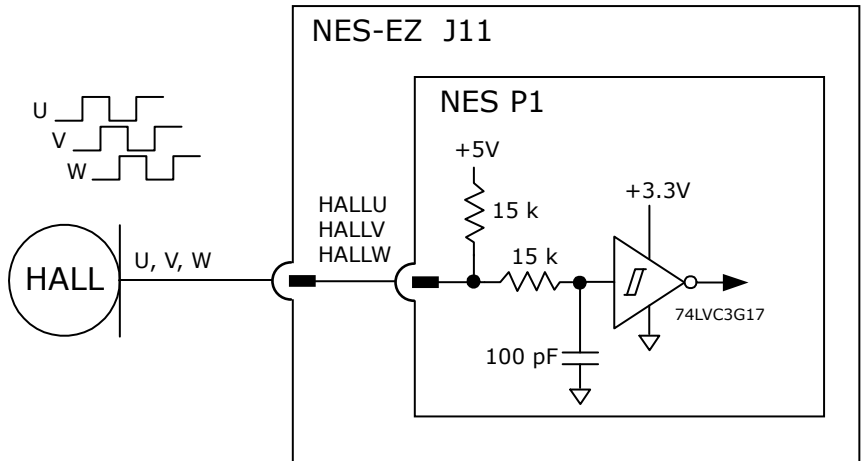 NES-EZ J11
NES P1
U
V
W
+5V
+3.3V
15 k
HALLU
HALLV
HALLW
15 k
HALL
U, V, W
74LVC3G17
100 pF